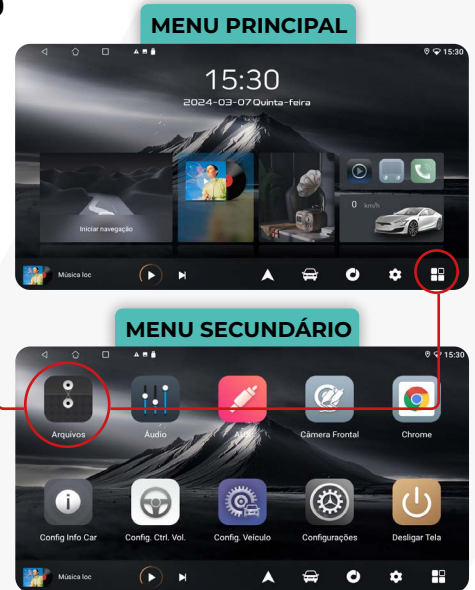 MENU PRINCIPAL
15:30
15:30
2024-03-07 Quinta-feira
Iniciar navegação
0 km/h
Música loc
MENU SECUNDÁRIO
15:30
Arquivos
Áudio
AUX
Câmera Frontal
Chrome
Config Info Car
Config. Ctrl. Vol.
Config. Veículo
Configurações
Desligar Tela
Música loc